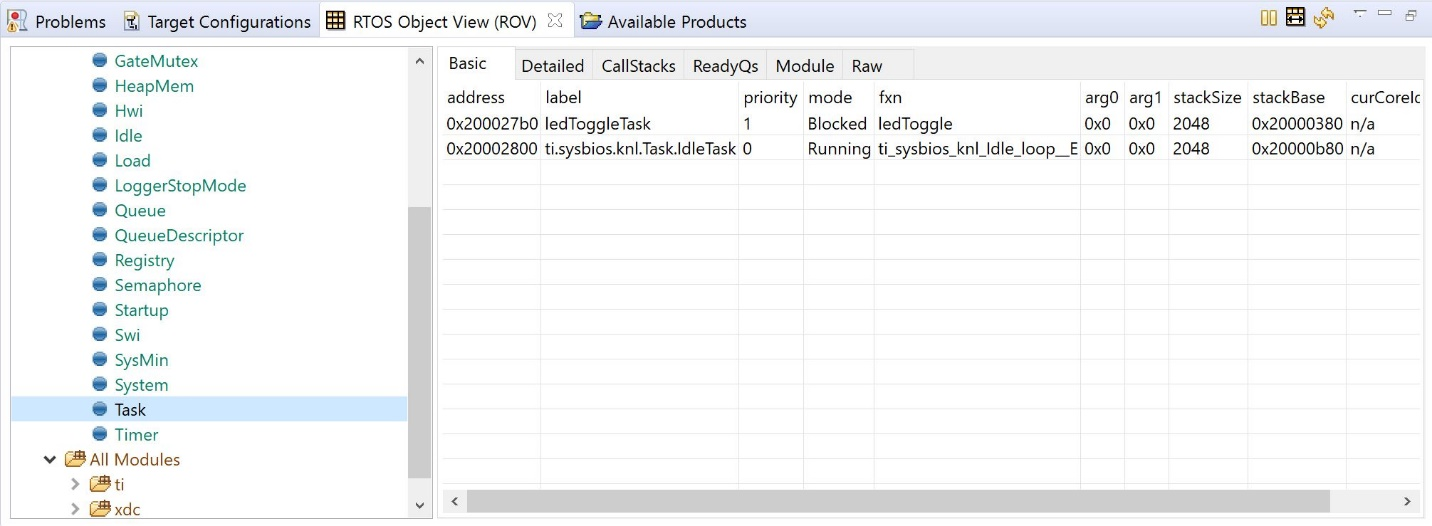 Problems Target Configurations RTOS Object View (ROV) Available Products
GateMutex
HeapMem
Hwi
Idle
Load
LoggerStopMode
Queue
QueueDescriptor
Registry
Semaphore
Startup
Swi
SysMin
System
Task
Timer
All Modules
ti
xdc
Basic Detailed CallStacks ReadyQs Module Raw
address label priority mode fxn arg0 arg1 stackSize stackBase curCoreId
0x200027b0 ledToggleTask 1 Blocked ledToggle 0x0 0x0 2048 0x20000380 n/a
0x20002800 ti.sysbios.knl.Task.IdleTask 0 Running ti_sysbios_knl_Idle_loop__E 0x0 0x0 2048 0x20000b80 n/a